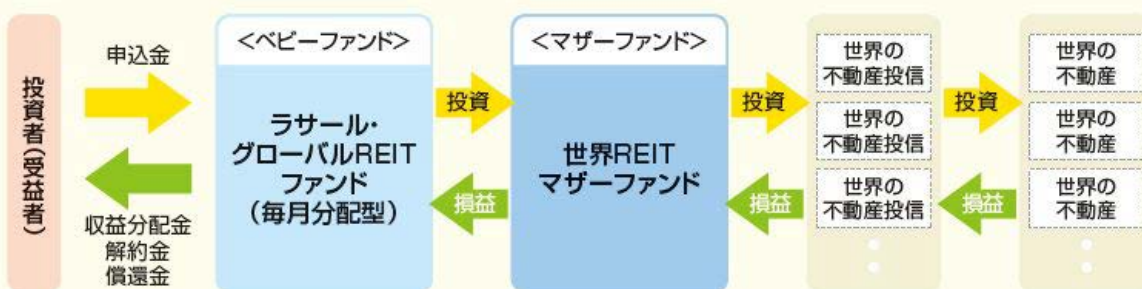 投資者(受益者)
申込金
収益分配金
解約金
償還金
<ベビーファンド>
ラサール・
グローバルREIT
ファンド
(毎月分配型)
投資
損益
<マザーファンド>
世界REIT
マザーファンド
投資
損益
世界の
不動産投信
世界の
不動産投信
世界の
不動産投信
投資
損益
世界の
不動産
世界の
不動産
世界の
不動産